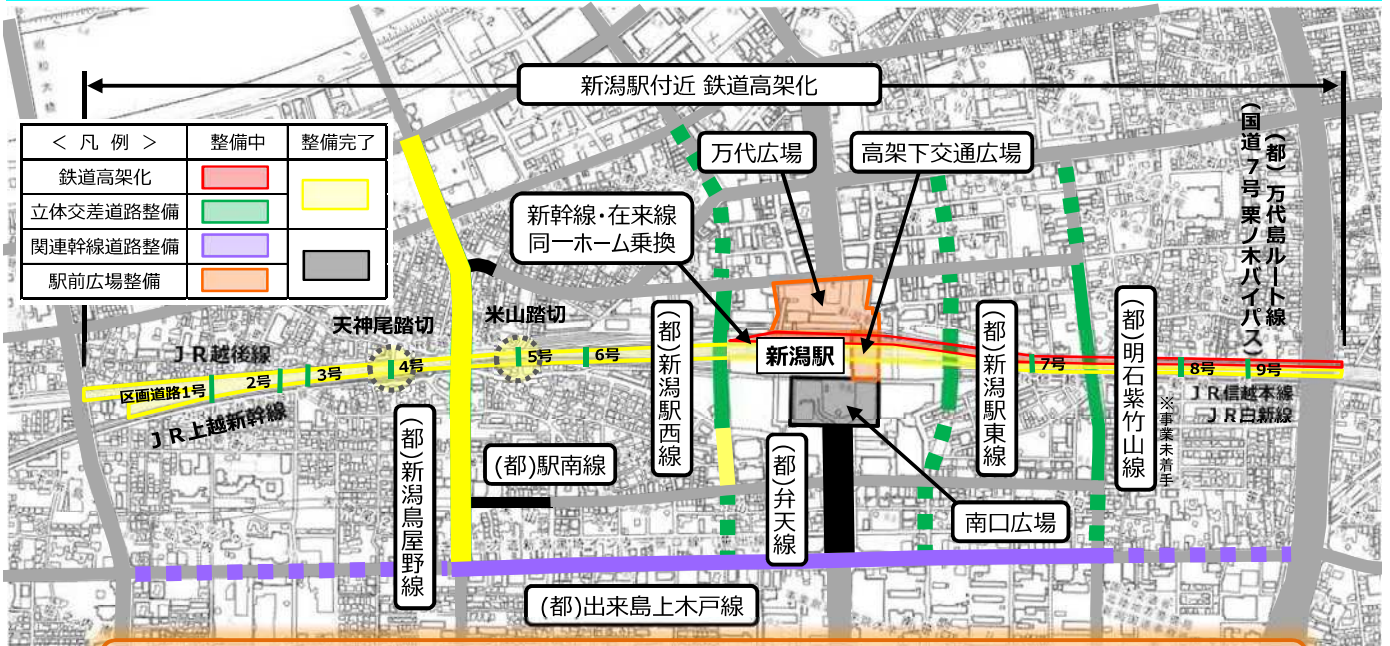 新潟駅付近 鉄道高架化
＜ 凡 例 ＞ 整備中 整備完了
鉄道高架化
立体交差道路整備
関連幹線道路整備
駅前広場整備
万代広場
高架下交通広場
新幹線・在来線
同一ホーム乗換
(都)万代島ルート線
(国道７号栗ノ木バイパス)
天神尾踏切
米山踏切
ＪＲ越後線
区画道路1号
2号
3号
4号
5号
6号
新潟駅
7号
8号
9号
ＪＲ信越本線
ＪＲ白新線
ＪＲ上越新幹線
(都)新潟鳥屋野線
(都)新潟駅西線
(都)新潟駅東線
(都)明石紫竹山線
※事業未着手
(都)駅南線
(都)弁天線
南口広場
(都)出来島上木戸線